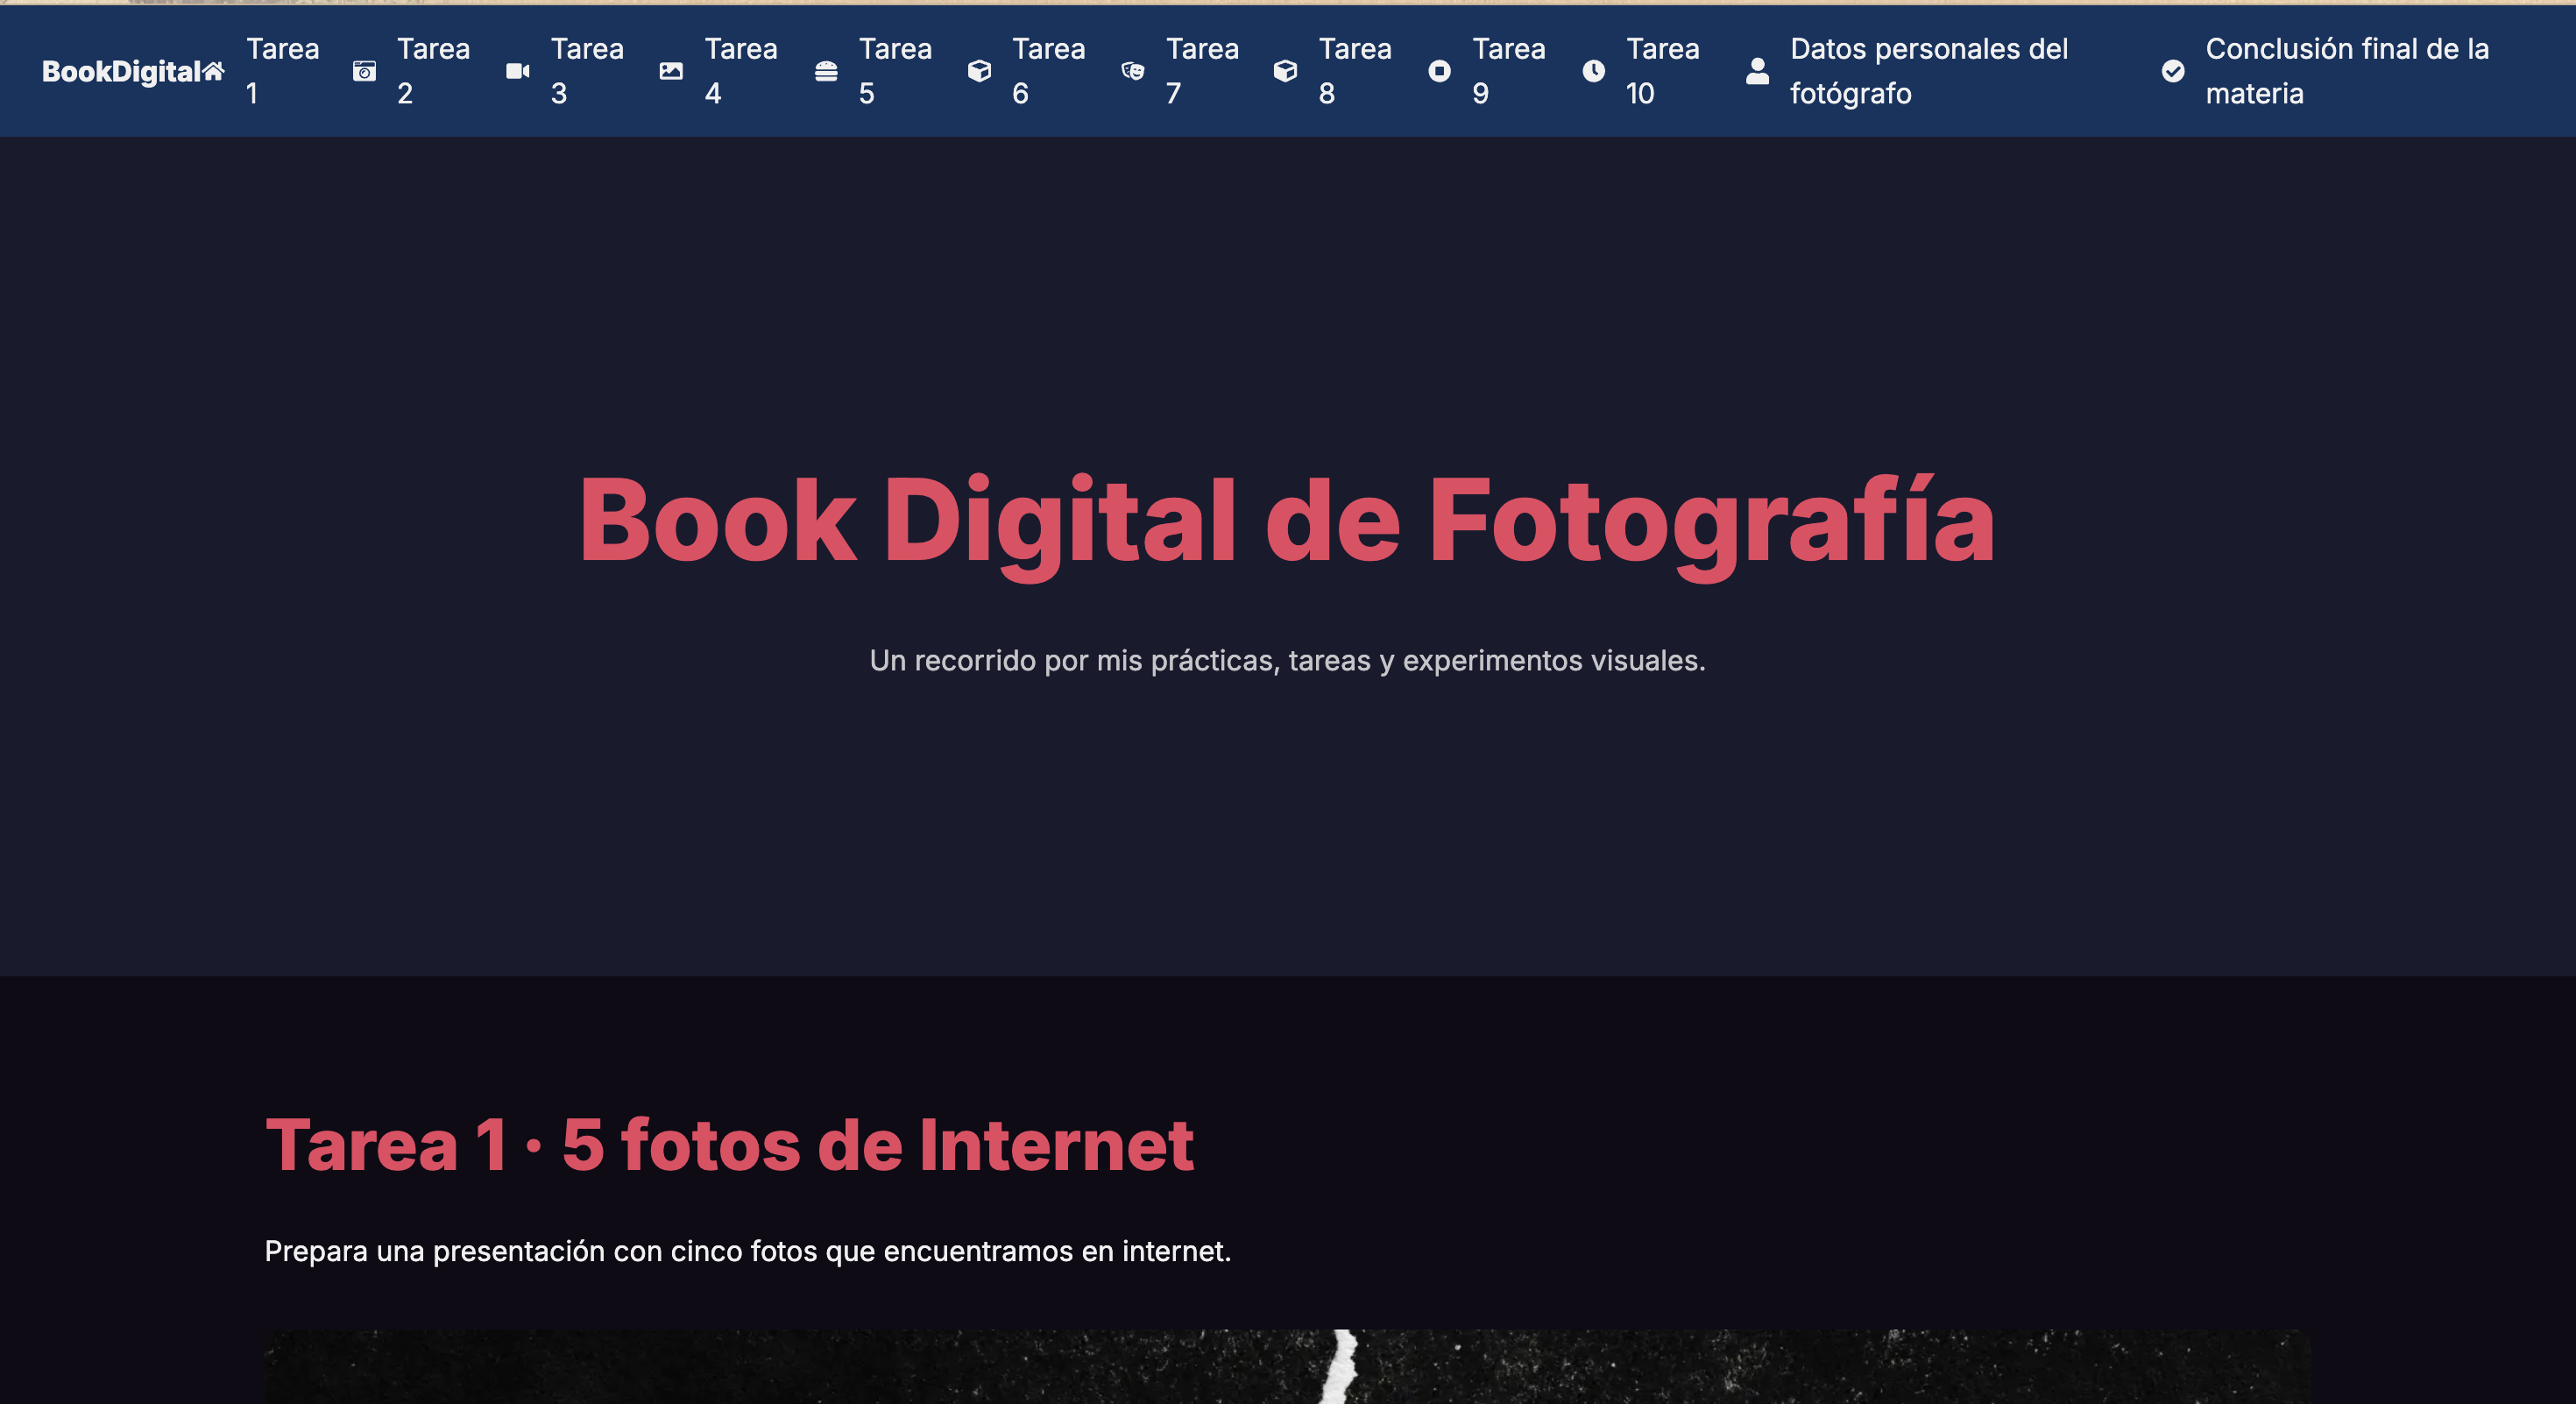 BookDigital
Tarea 1
Tarea 2
Tarea 3
Tarea 4
Tarea 5
Tarea 6
Tarea 7
Tarea 8
Tarea 9
Tarea 10
Datos personales del
fotógrafo
Conclusión final de la
materia
Book Digital de Fotografía
Un recorrido por mis prácticas, tareas y experimentos visuales.
Tarea 1 · 5 fotos de Internet
Prepara una presentación con cinco fotos que encuentramos en internet.